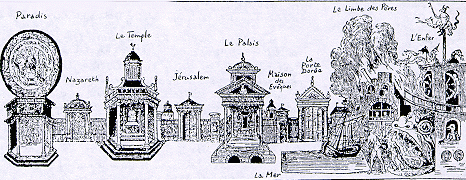 Paradis
Nazareth
Le Temple
Jérusalem
Le Palais
Maison
des
Evêques
La
Porte
Dorée
Le Limbe des Pères
L'Enfer
La Mer